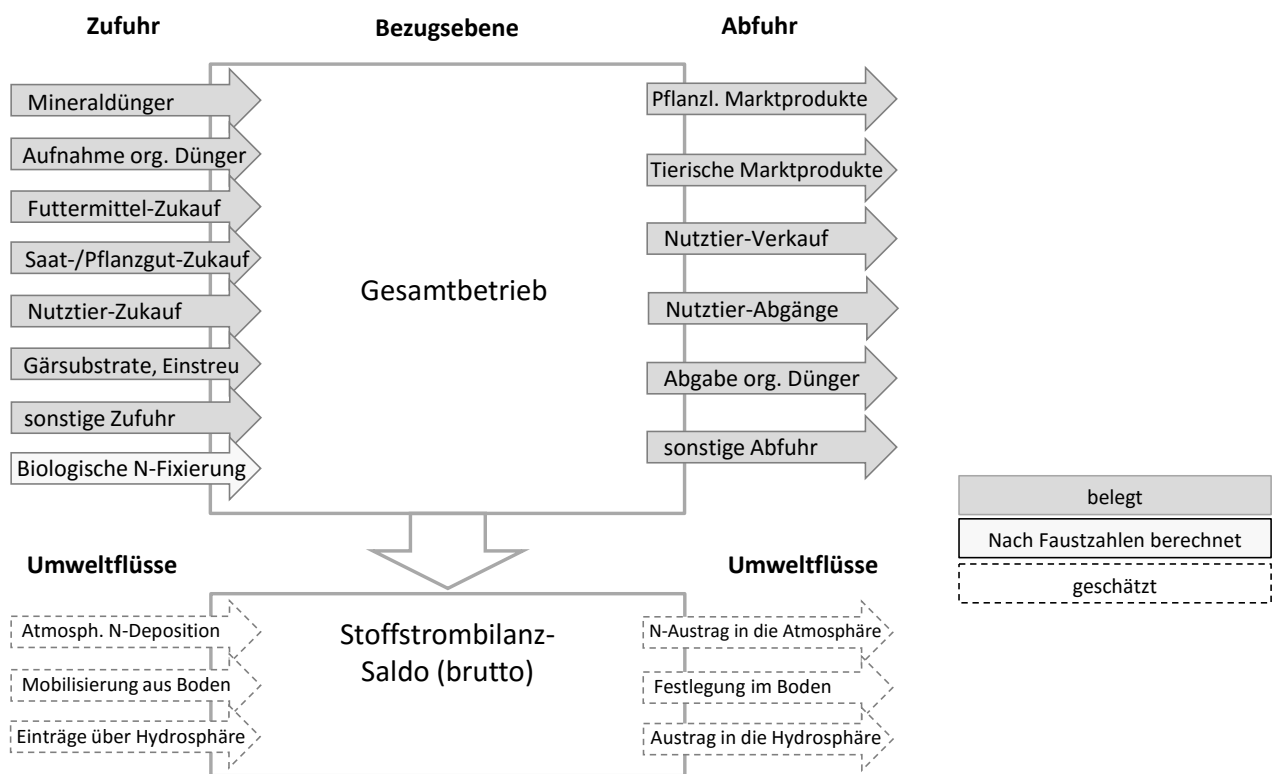 Zufuhr
Bezugsebene
Abfuhr
Mineraldünger
Aufnahme org. Dünger
Futtermittel-Zukauf
Saat-/Pflanzgut-Zukauf
Nutztier-Zukauf
Gärsubstrate, Einstreu
sonstige Zufuhr
Biologische N-Fixierung
Gesamtbetrieb
Pflanzl. Marktprodukte
Tierische Marktprodukte
Nutztier-Verkauf
Nutztier-Abgänge
Abgabe org. Dünger
sonstige Abfuhr
belegt
Nach Faustzahlen berechnet
geschätzt
Umweltflüsse
Umweltflüsse
Atmosph. N-Deposition
Mobilisierung aus Boden
Einträge über Hydrosphäre
Stoffstrombilanz-
Saldo (brutto)
N-Austrag in die Atmosphäre
Festlegung im Boden
Austrag in die Hydrosphäre